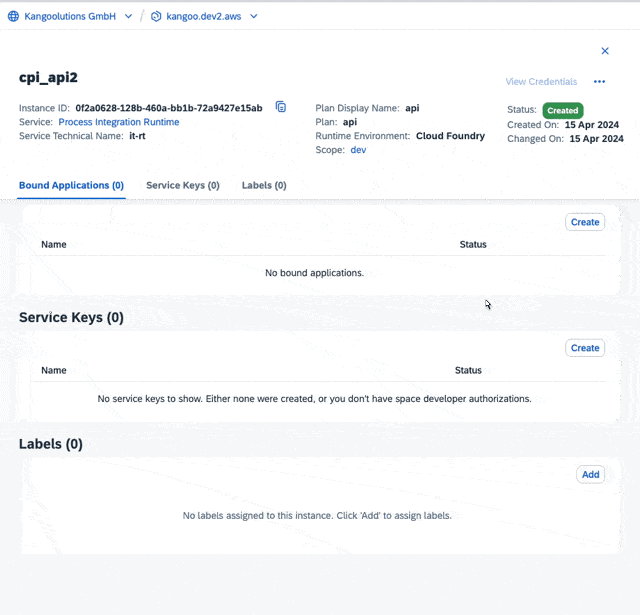 Kangoolutions GmbH / kangoo.dev2.aws
cpi_api2
View Credentials
Instance ID: 0f2a0628-128b-460a-bb1b-72a9427e15ab
Service: Process Integration Runtime
Service Technical Name: it-rt
Plan Display Name: api
Plan: api
Runtime Environment: Cloud Foundry
Scope: dev
Status: Created
Created On: 15 Apr 2024
Changed On: 15 Apr 2024
Bound Applications (0) Service Keys (0) Labels (0)
Create
Name Status
No bound applications.
Service Keys (0)
Create
Name Status
No service keys to show. Either none were created, or you don't have space developer authorizations.
Labels (0)
Add
No labels assigned to this instance. Click 'Add' to assign labels.